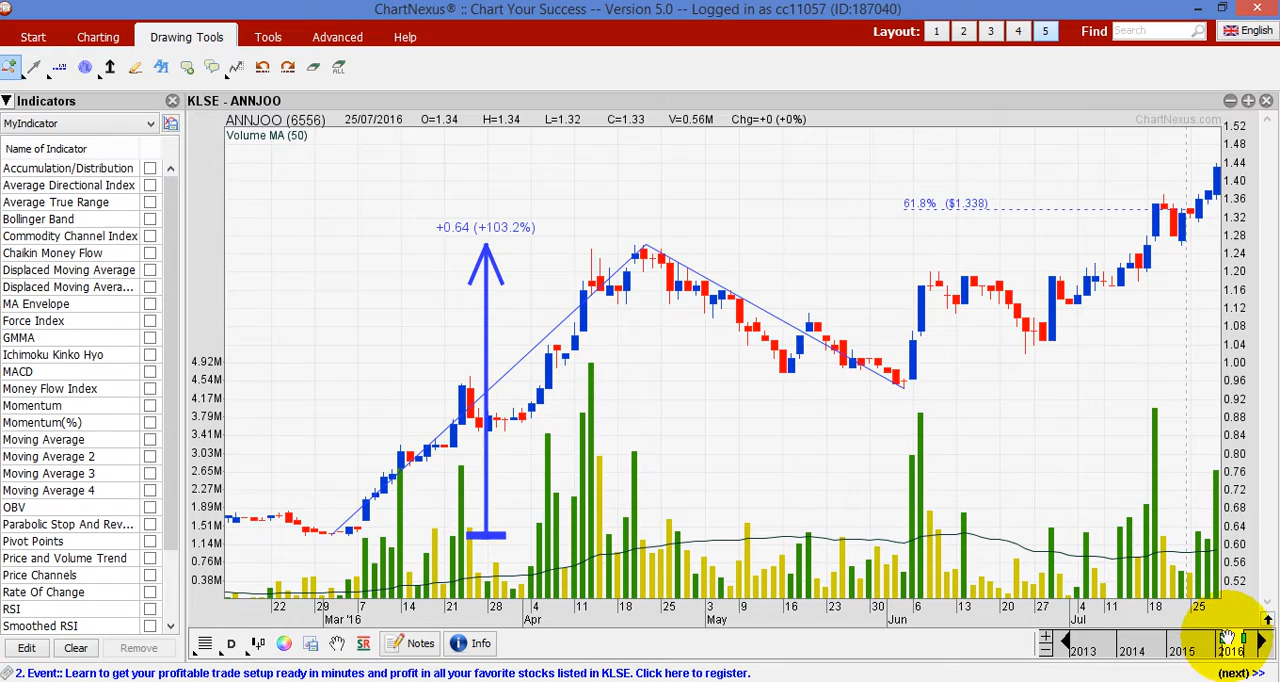 ChartNexus® :: Chart Your Success -- Version 5.0 -- Logged in as cc11057 (ID:187040)
Start Charting Drawing Tools Tools Advanced Help Layout: 1 2 3 4 5 Find Search English
ALL
Indicators
KLSE - ANNJOO
MyIndicator
ANNJOO (6556) 25/07/2016 O=1.34 H=1.34 L=1.32 C=1.33 V=0.56M Chg=+0 (+0%) ChartNexus.com
Volume MA (50)
Name of Indicator
Accumulation/Distribution
Average Directional Index
Average True Range
Bollinger Band
Commodity Channel Index
Chaikin Money Flow
Displaced Moving Average
Displaced Moving Avera...
MA Envelope
Force Index
GMMA
Ichimoku Kinko Hyo
MACD
Money Flow Index
Momentum
Momentum(%)
Moving Average
Moving Average 2
Moving Average 3
Moving Average 4
OBV
Parabolic Stop And Rev...
Pivot Points
Price and Volume Trend
Price Channels
Rate Of Change
RSI
Smoothed RSI
Edit Clear Remove
+0.64 (+103.2%)
61.8% ($1.338)
4.92M
4.54M
4.17M
3.79M
3.41M
3.03M
2.65M
2.27M
1.89M
1.51M
1.14M
0.76M
0.38M
1.52
1.48
1.44
1.40
1.36
1.32
1.28
1.24
1.20
1.16
1.12
1.08
1.04
1.00
0.96
0.92
0.88
0.84
0.80
0.76
0.72
0.68
0.64
0.60
0.56
0.52
22 29 7 14 21 28 4 11 18 25 3 9 16 23 30 6 13 20 27 4 11 18 25
Mar '16 Apr May Jun Jul
D SR Notes Info
2013 2014 2015 2016
2. Event:: Learn to get your profitable trade setup ready in minutes and profit in all your favorite stocks listed in KLSE. Click here to register. (next) >>